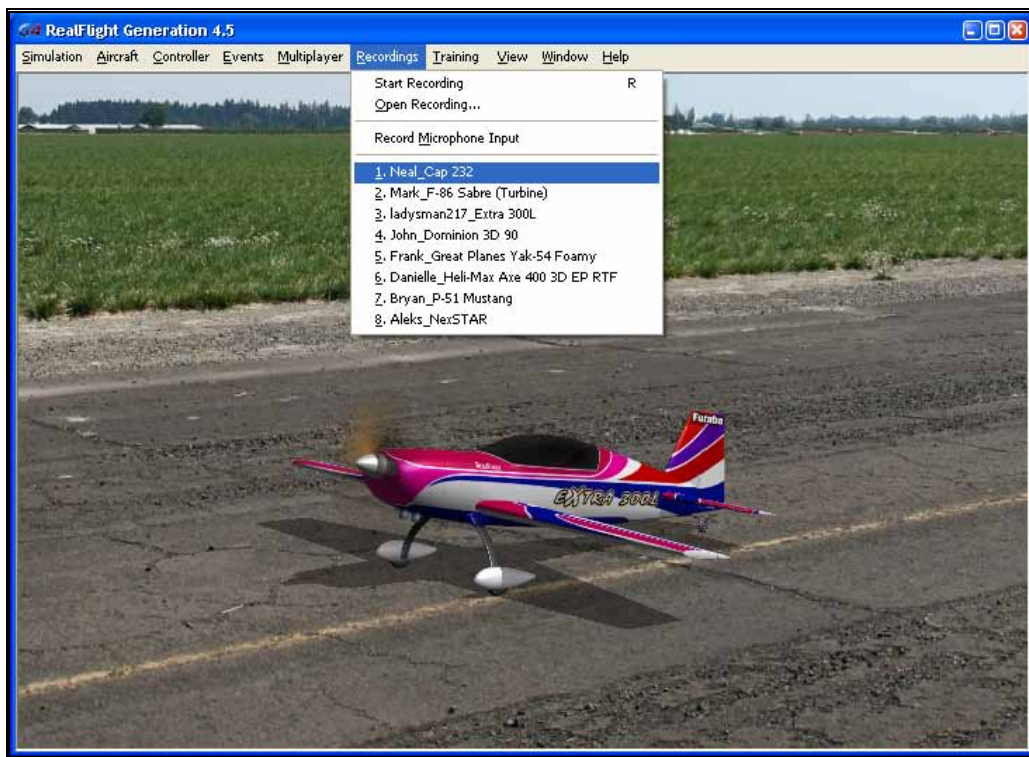 G4 RealFlight Generation 4.5
Simulation Aircraft Controller Events Multiplayer Recordings Training View Window Help
Start Recording R
Open Recording...
Record Microphone Input
1. Neal_Cap 232
2. Mark_F-86 Sabre (Turbine)
3. ladysman217_Extra 300L
4. John_Dominion 3D 90
5. Frank_Great Planes Yak-54 Foamy
6. Danielle_Heli-Max Axe 400 3D EP RTF
7. Bryan_P-51 Mustang
8. Aleks_NexSTAR
Futaba
EXTRA 300L